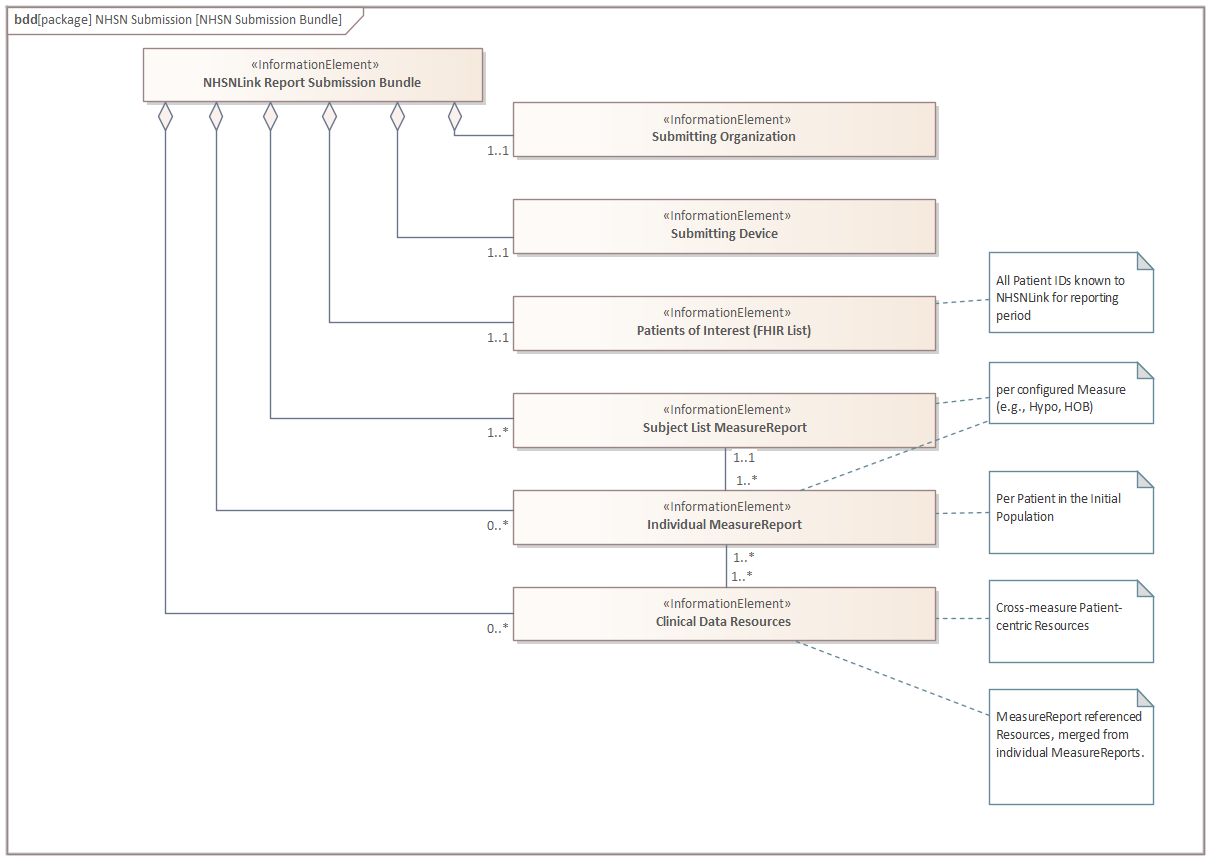 bdd[package] NHSN Submission [NHSN Submission Bundle]
«InformationElement»
NHSNLink Report Submission Bundle
«InformationElement»
Submitting Organization
1..1
«InformationElement»
Submitting Device
1..1
«InformationElement»
Patients of Interest (FHIR List)
1..1
All Patient IDs known to
NHSNLink for reporting
period
«InformationElement»
Subject List MeasureReport
1..*
per configured Measure
(e.g., Hypo, HOB)
1..1
1..*
«InformationElement»
Individual MeasureReport
0..*
Per Patient in the Initial
Population
1..*
1..*
«InformationElement»
Clinical Data Resources
0..*
Cross-measure Patient-
centric Resources
MeasureReport referenced
Resources, merged from
individual MeasureReports.